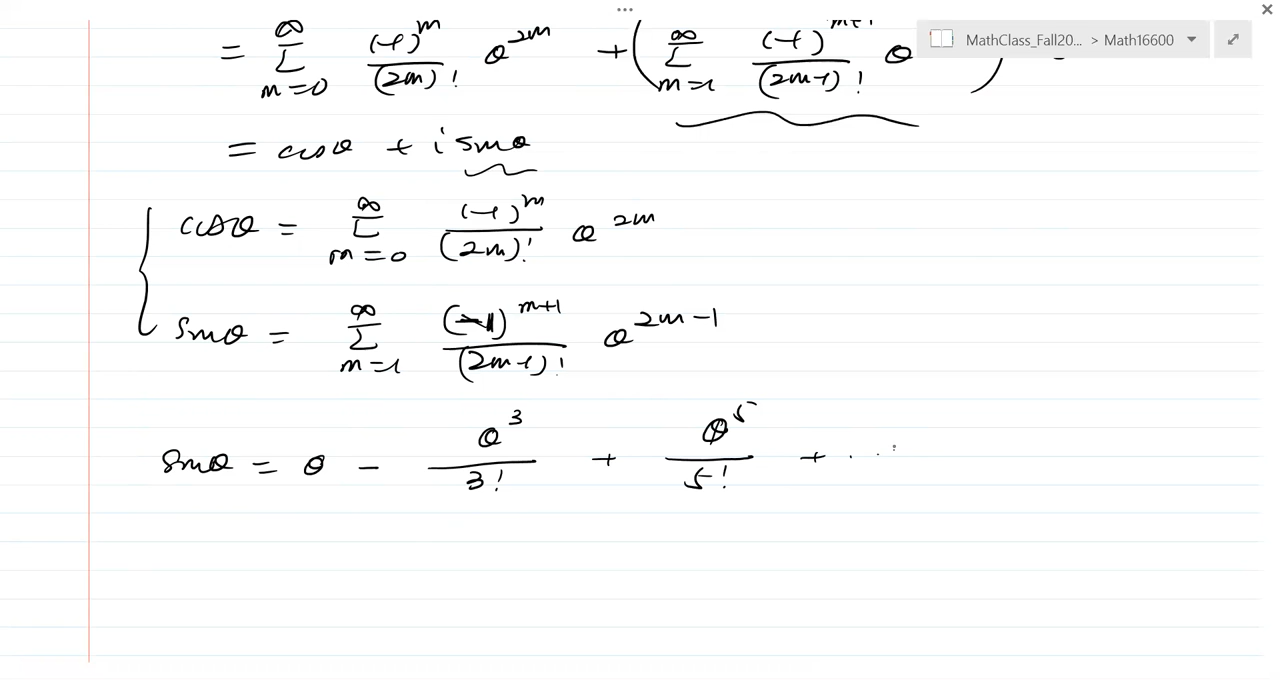 MathClass_Fall20... > Math16600
= ∑_{m=0}^{∞} (-1)^m/(2m)! θ^{2m} + ( ∑_{m=1}^{∞} (-1)^{m+1}/(2m-1)! θ )
= cosθ + i sinθ
cosθ = ∑_{m=0}^{∞} (-1)^m/(2m)! θ^{2m}
sinθ = ∑_{m=1}^{∞} (-1)^{m+1}/(2m-1)! θ^{2m-1}
sinθ = θ - θ^3/3! + θ^5/5! + ...